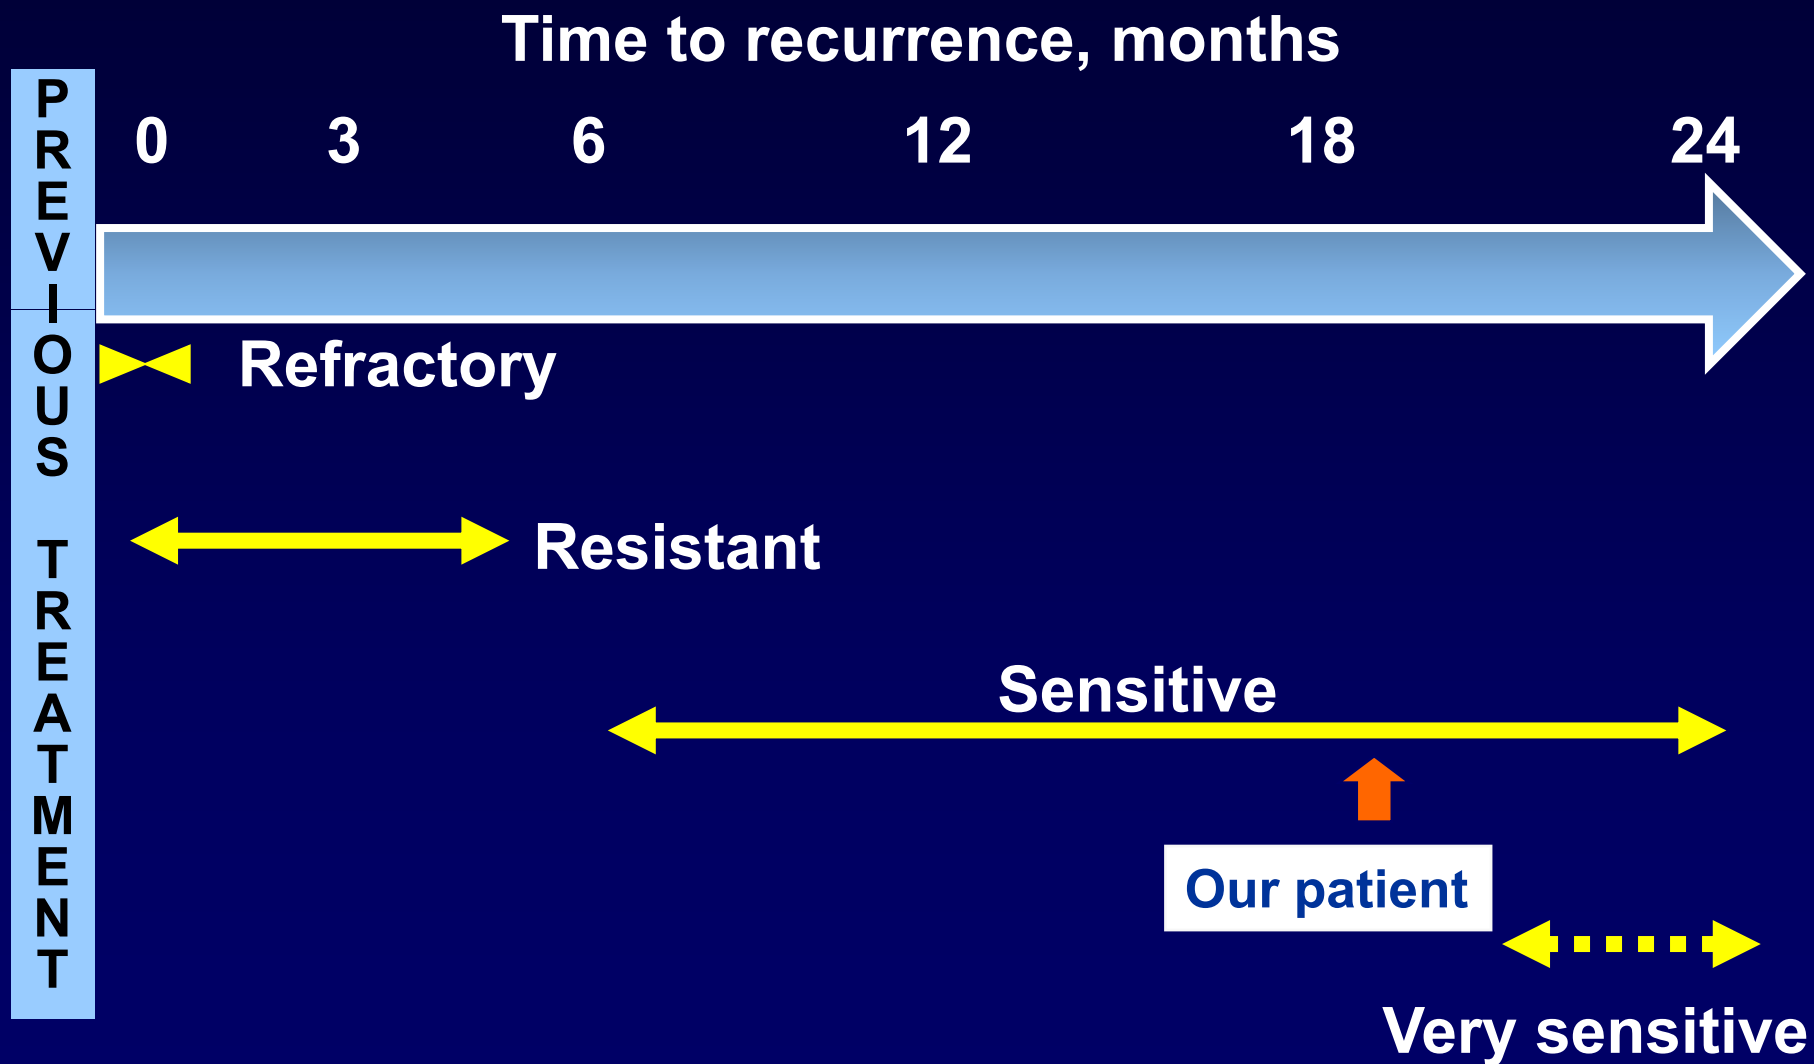 Time to recurrence, months
0 3 6 12 18 24
PREVIOUS TREATMENT
Refractory
Resistant
Sensitive
Our patient
Very sensitive